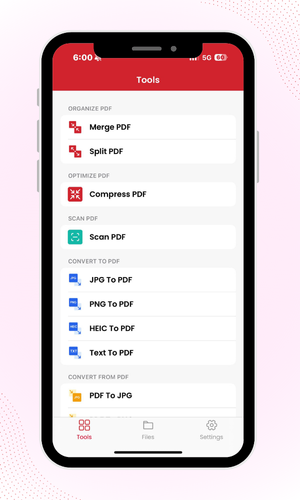 6:00
5G 66
Tools
ORGANIZE PDF
Merge PDF
Split PDF
OPTIMIZE PDF
Compress PDF
SCAN PDF
Scan PDF
CONVERT TO PDF
JPG
JPG To PDF
PNG
PNG To PDF
HEIC
HEIC To PDF
TXT
Text To PDF
CONVERT FROM PDF
JPG
PDF To JPG
Tools
Files
Settings